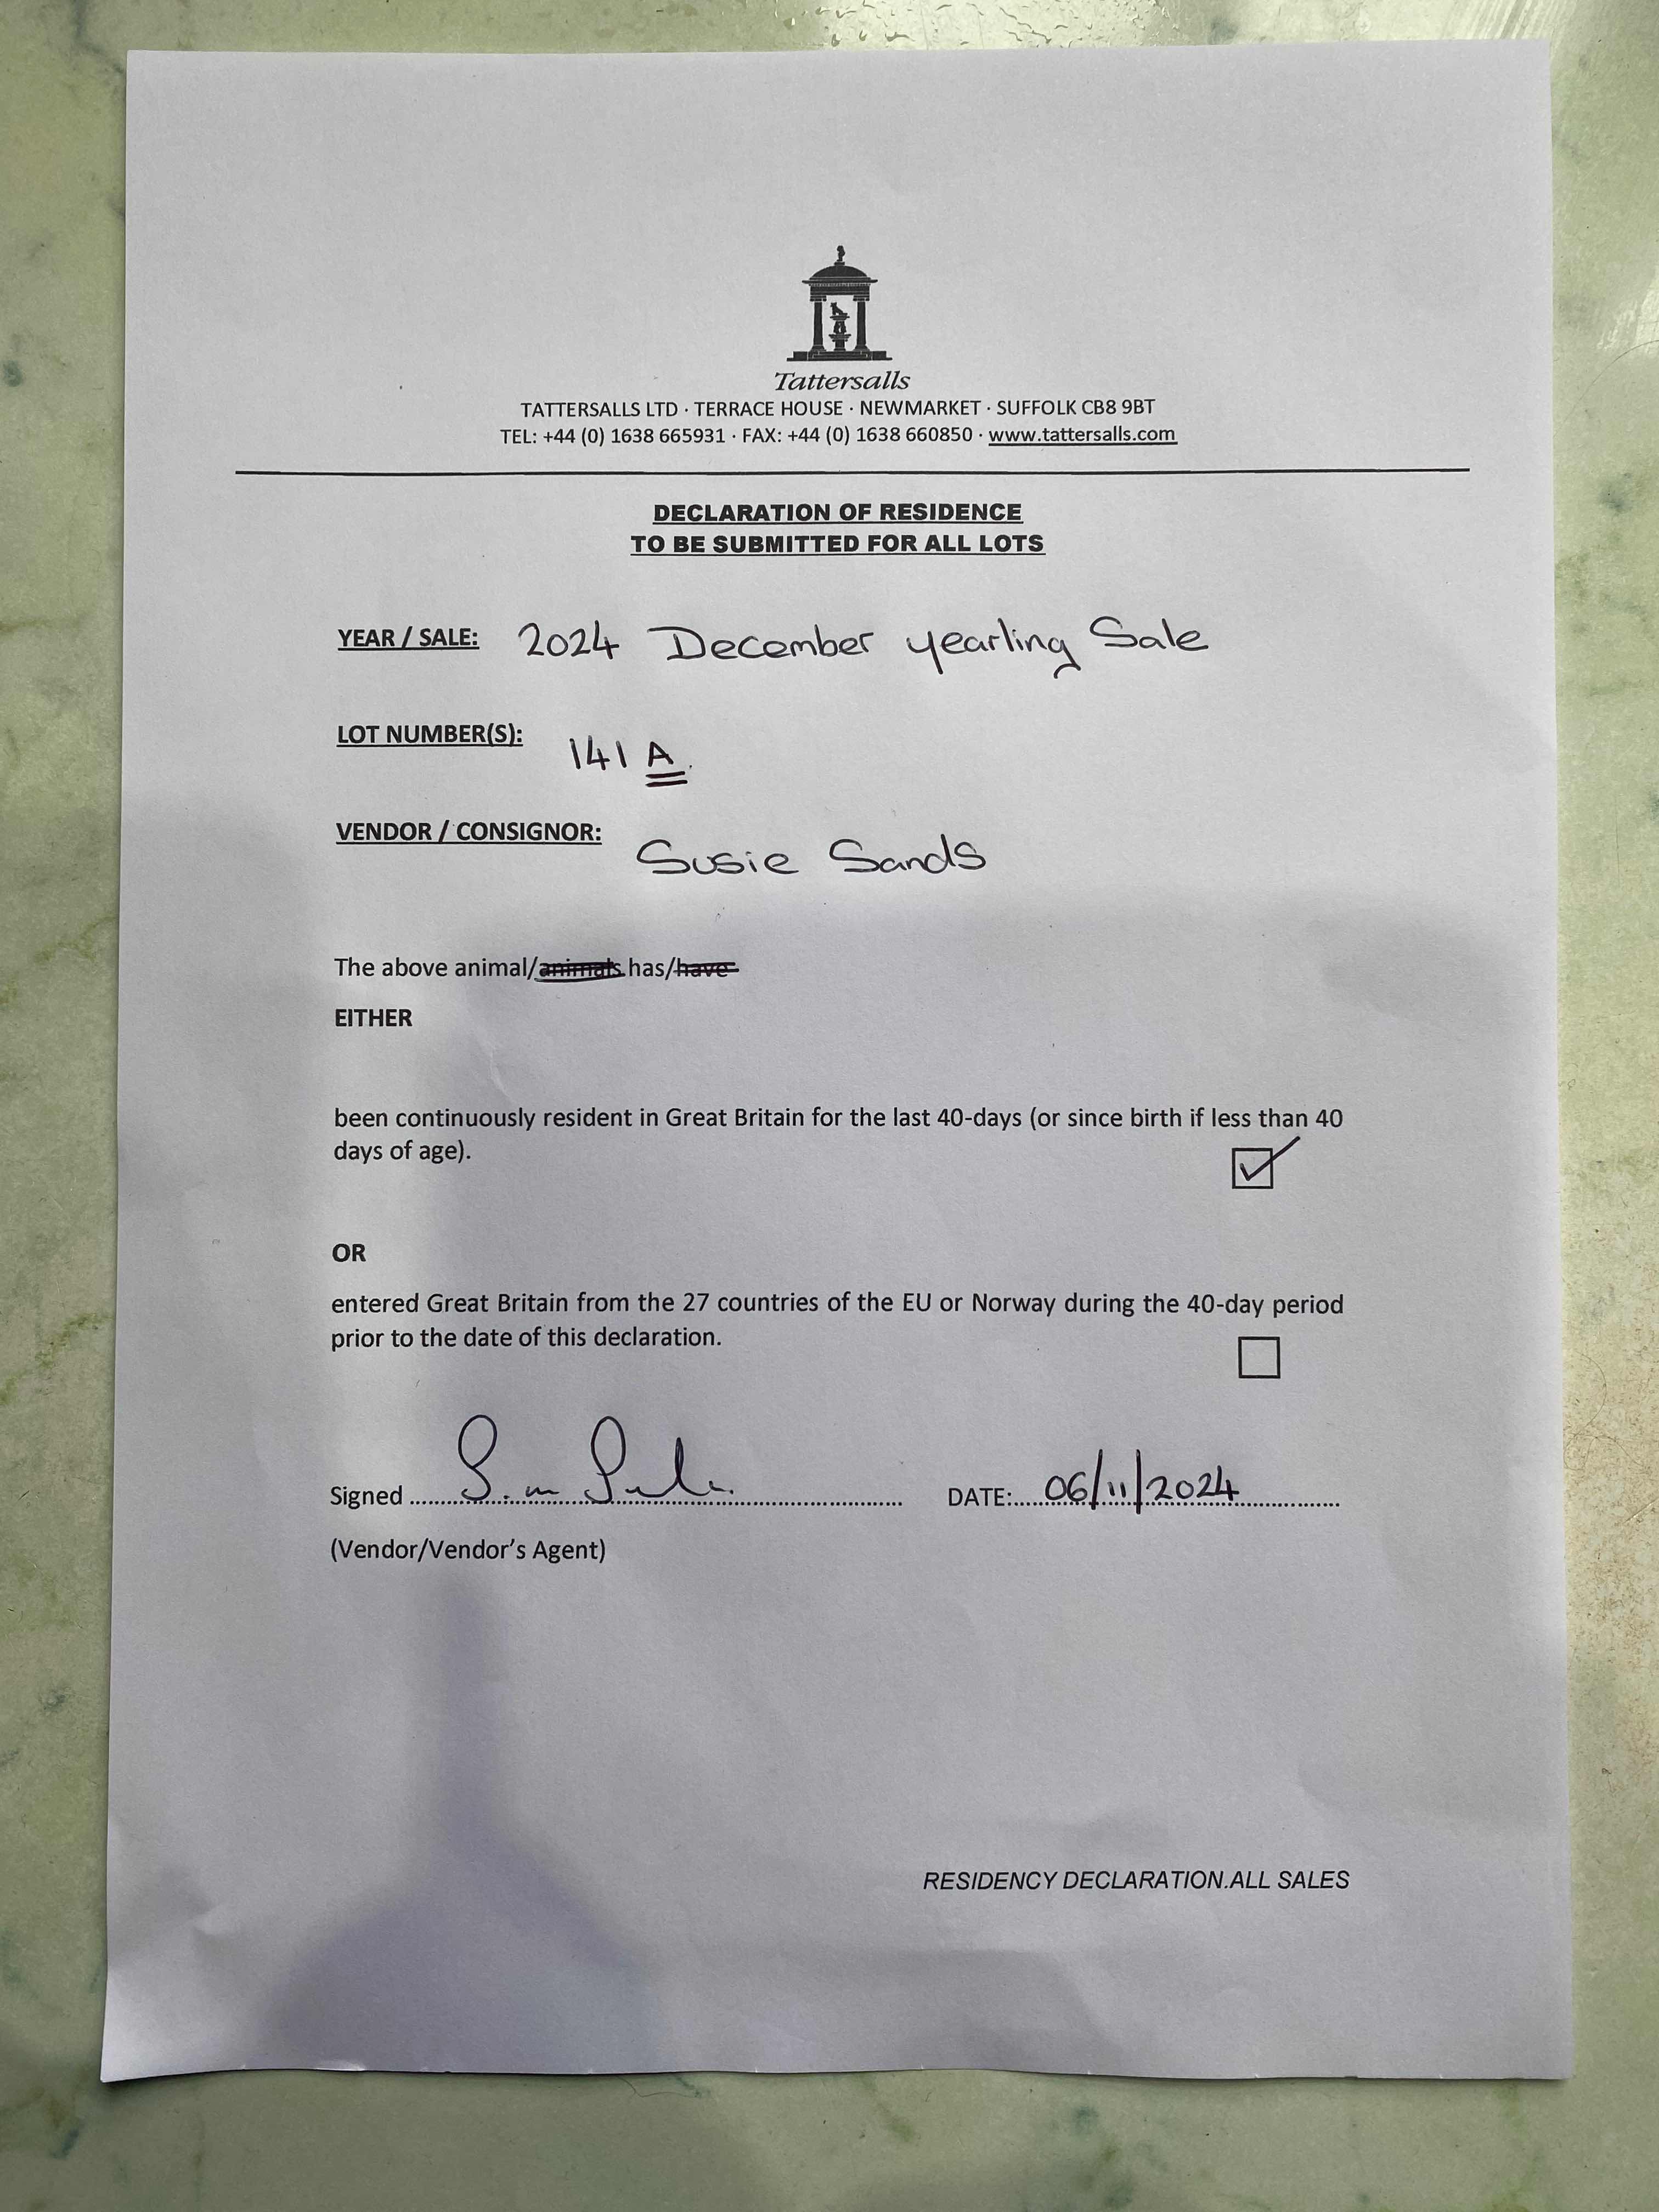 Tattersalls
TATTERSALLS LTD · TERRACE HOUSE · NEWMARKET · SUFFOLK CB8 9BT
TEL: +44 (0) 1638 665931 · FAX: +44 (0) 1638 660850 · www.tattersalls.com
DECLARATION OF RESIDENCE
TO BE SUBMITTED FOR ALL LOTS
YEAR / SALE: 2024 December yearling Sale
LOT NUMBER(S): 141 A.
VENDOR / CONSIGNOR: Susie Sands
The above animal/animals has/have
EITHER
been continuously resident in Great Britain for the last 40-days (or since birth if less than 40
days of age).
OR
entered Great Britain from the 27 countries of the EU or Norway during the 40-day period
prior to the date of this declaration.
Signed DATE: 06/11/2024
(Vendor/Vendor's Agent)
RESIDENCY DECLARATION.ALL SALES